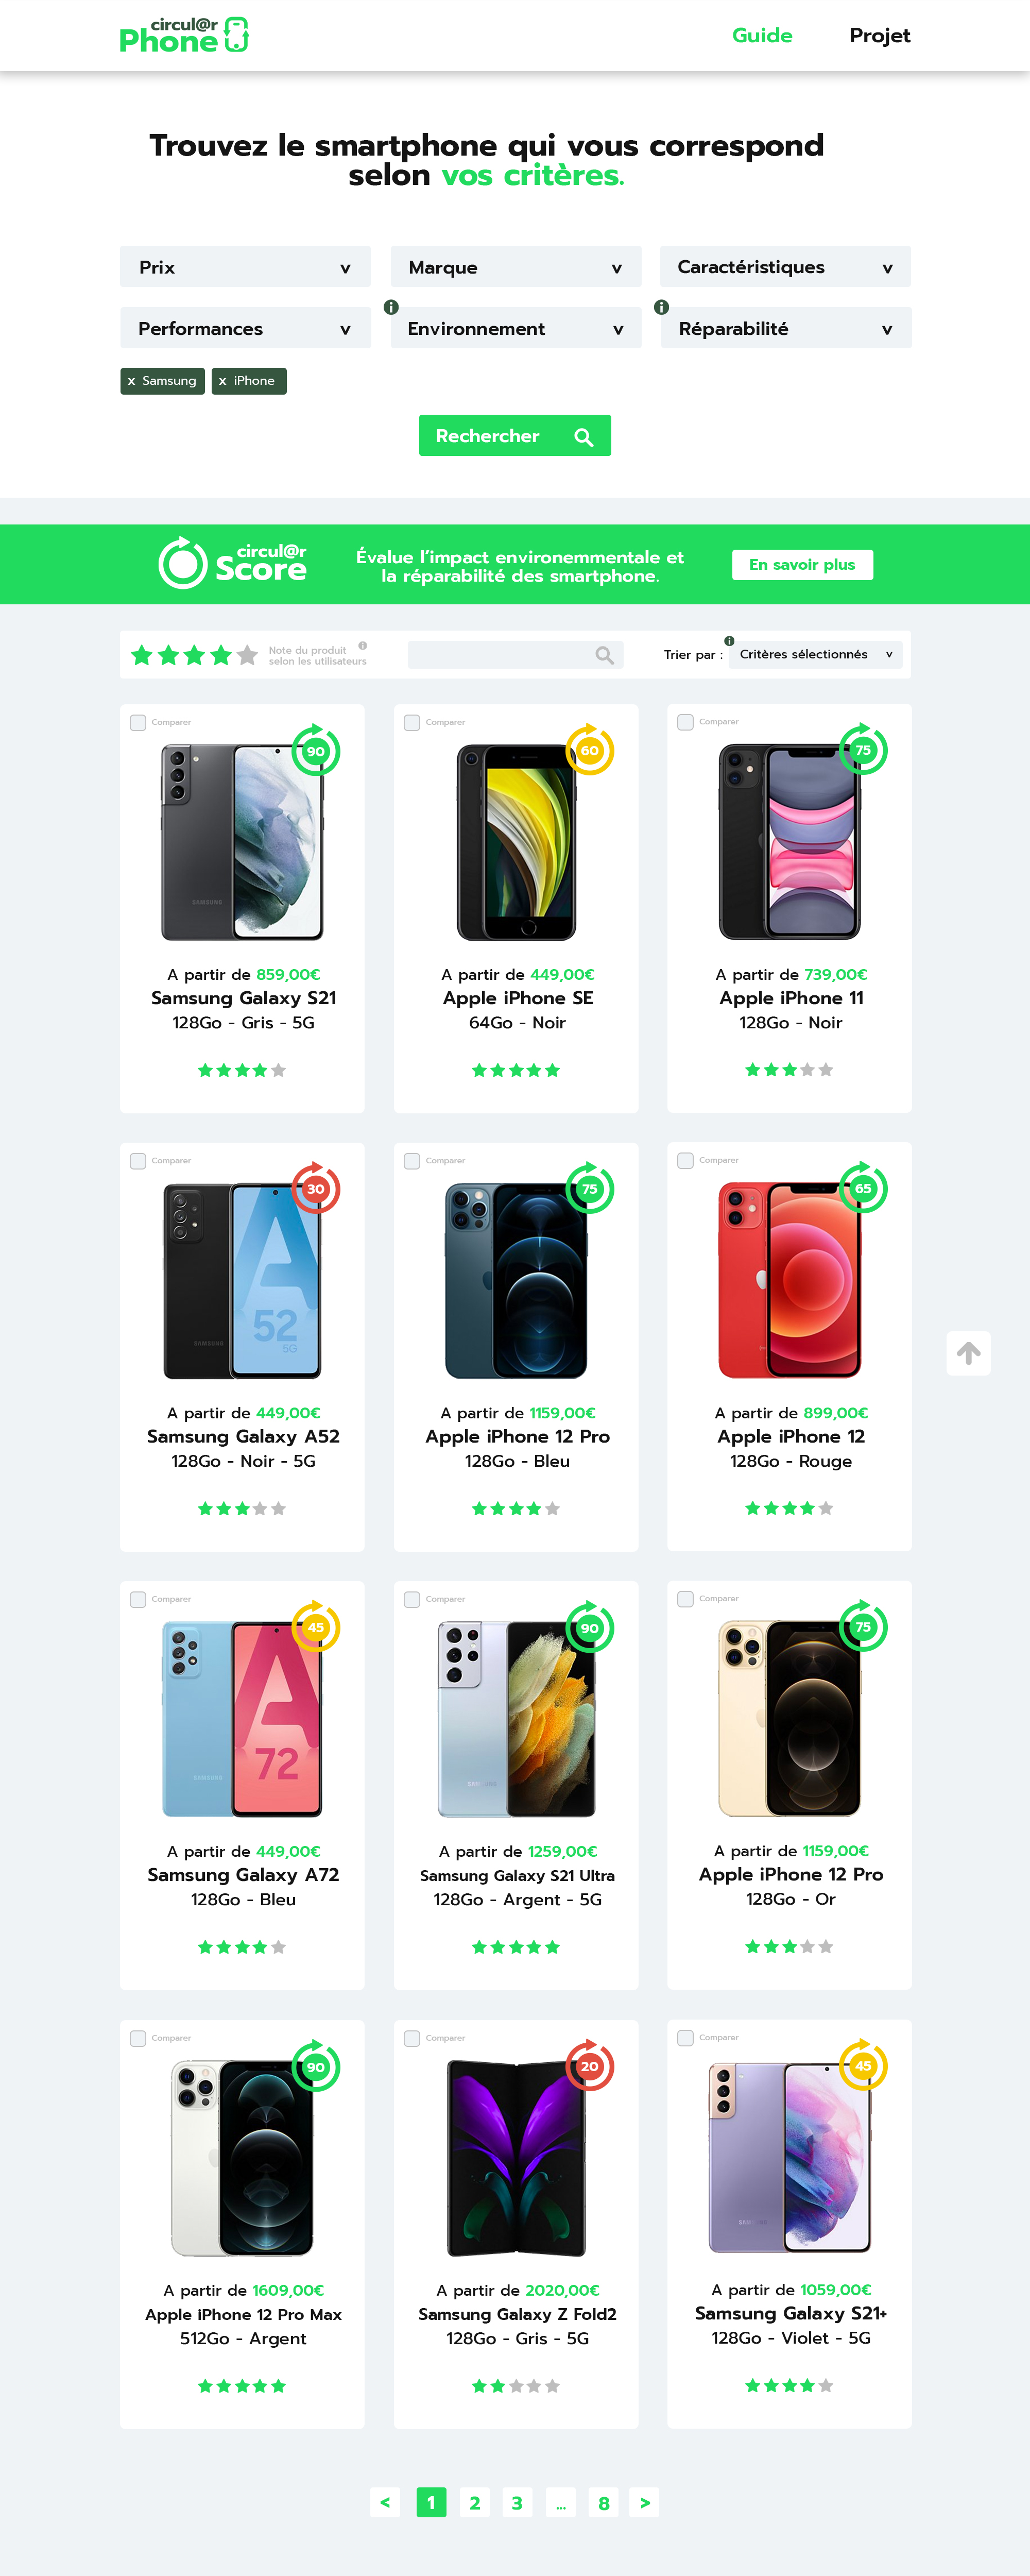 circul@r
Phone
Guide
Projet
Trouvez le smartphone qui vous correspond
selon vos critères.
Prix v
Marque v
Caractéristiques v
Performances v
i
Environnement v
i
Réparabilité v
x Samsung
x iPhone
Rechercher
circul@r
Score
Évalue l'impact environemmentale et
la réparabilité des smartphone.
En savoir plus
Note du produit i
selon les utilisateurs
Trier par :
i
Critères sélectionnés v
Comparer
90
SAMSUNG
A partir de 859,00€
Samsung Galaxy S21
128Go - Gris - 5G
Comparer
60
A partir de 449,00€
Apple iPhone SE
64Go - Noir
Comparer
75
A partir de 739,00€
Apple iPhone 11
128Go - Noir
Comparer
30
A
52
5G
SAMSUNG
A partir de 449,00€
Samsung Galaxy A52
128Go - Noir - 5G
Comparer
75
A partir de 1159,00€
Apple iPhone 12 Pro
128Go - Bleu
Comparer
65
A partir de 899,00€
Apple iPhone 12
128Go - Rouge
Comparer
45
A
72
SAMSUNG
A partir de 449,00€
Samsung Galaxy A72
128Go - Bleu
Comparer
90
SAMSUNG
A partir de 1259,00€
Samsung Galaxy S21 Ultra
128Go - Argent - 5G
Comparer
75
A partir de 1159,00€
Apple iPhone 12 Pro
128Go - Or
Comparer
90
A partir de 1609,00€
Apple iPhone 12 Pro Max
512Go - Argent
Comparer
20
A partir de 2020,00€
Samsung Galaxy Z Fold2
128Go - Gris - 5G
Comparer
45
SAMSUNG
A partir de 1059,00€
Samsung Galaxy S21+
128Go - Violet - 5G
< 1 2 3 ... 8 >